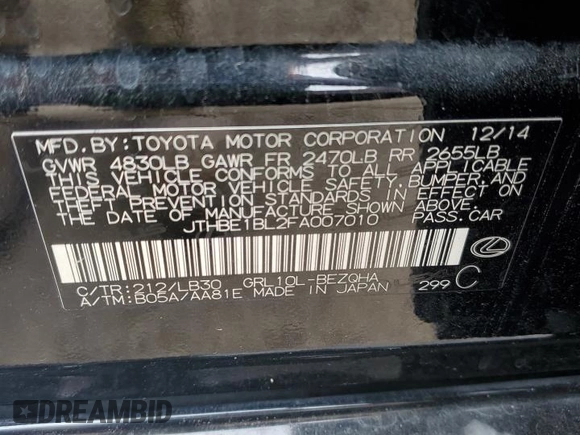 MFD. BY: TOYOTA MOTOR CORPORATION 12/14
GVWR 4830LB GAWR FR 2470LB RR 2655LB
THIS VEHICLE CONFORMS TO ALL APPLICABLE
FEDERAL MOTOR VEHICLE SAFETY, BUMPER, AND
THEFT PREVENTION STANDARDS IN EFFECT ON
THE DATE OF MANUFACTURE SHOWN ABOVE.
JTHBE1BL2FA007010 PASS. CAR
C/TR: 212/LB30 GRL10L-BEZQHA
A/TM: B05A/AA81E MADE IN JAPAN 299 C
DREAMBID